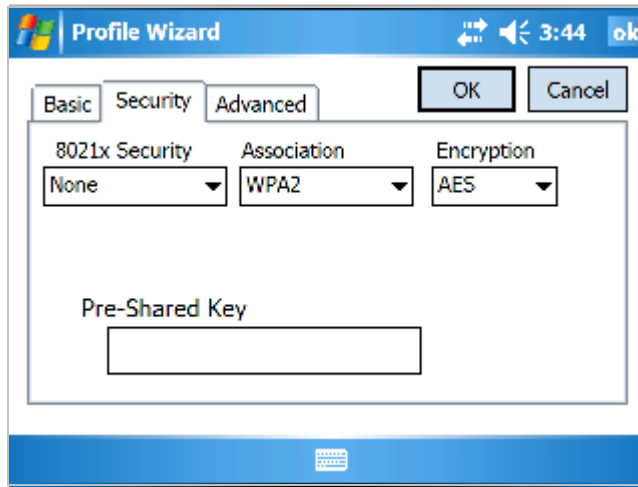 Profile Wizard 3:44 ok
Basic Security Advanced OK Cancel
8021x Security Association Encryption
None WPA2 AES
Pre-Shared Key